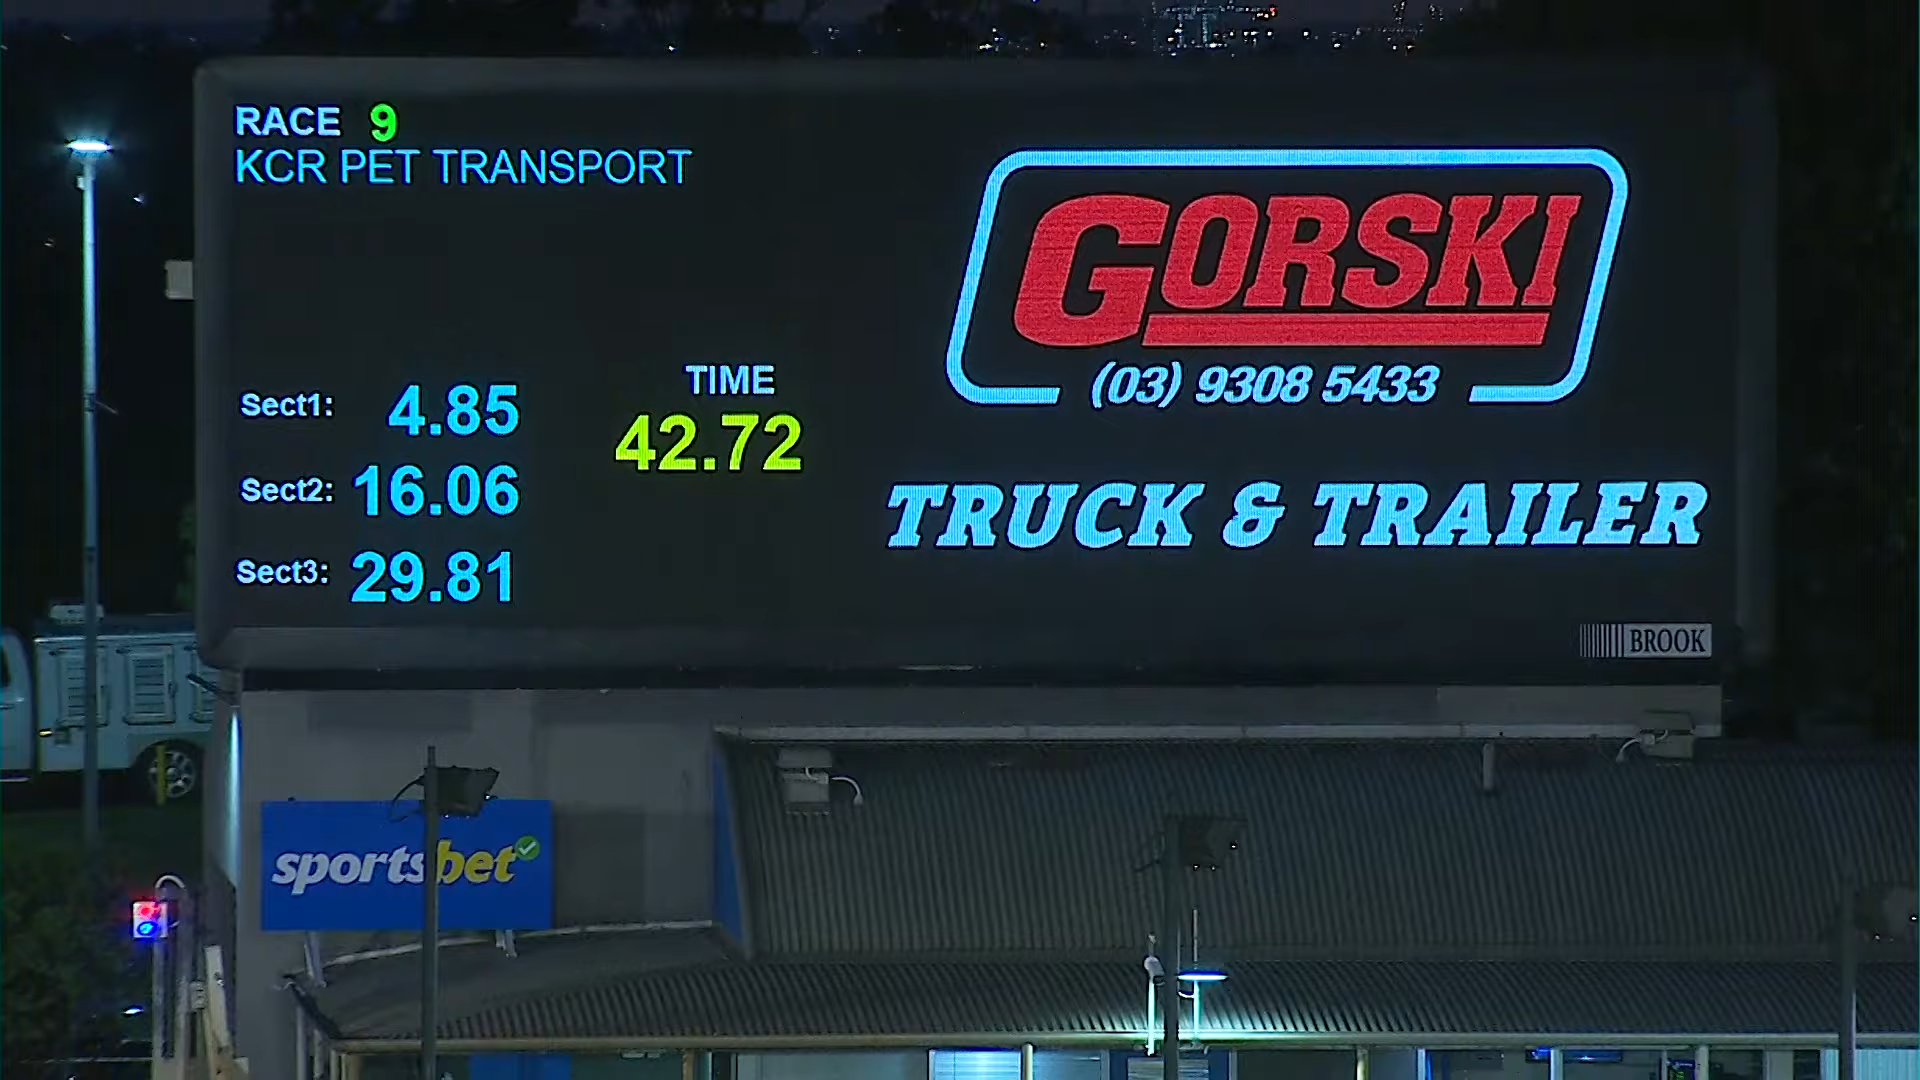 RACE 9
KCR PET TRANSPORT
Sect1: 4.85
Sect2: 16.06
Sect3: 29.81
TIME
42.72
GORSKI
(03) 9308 5433
TRUCK & TRAILER
BROOK
sportsbet